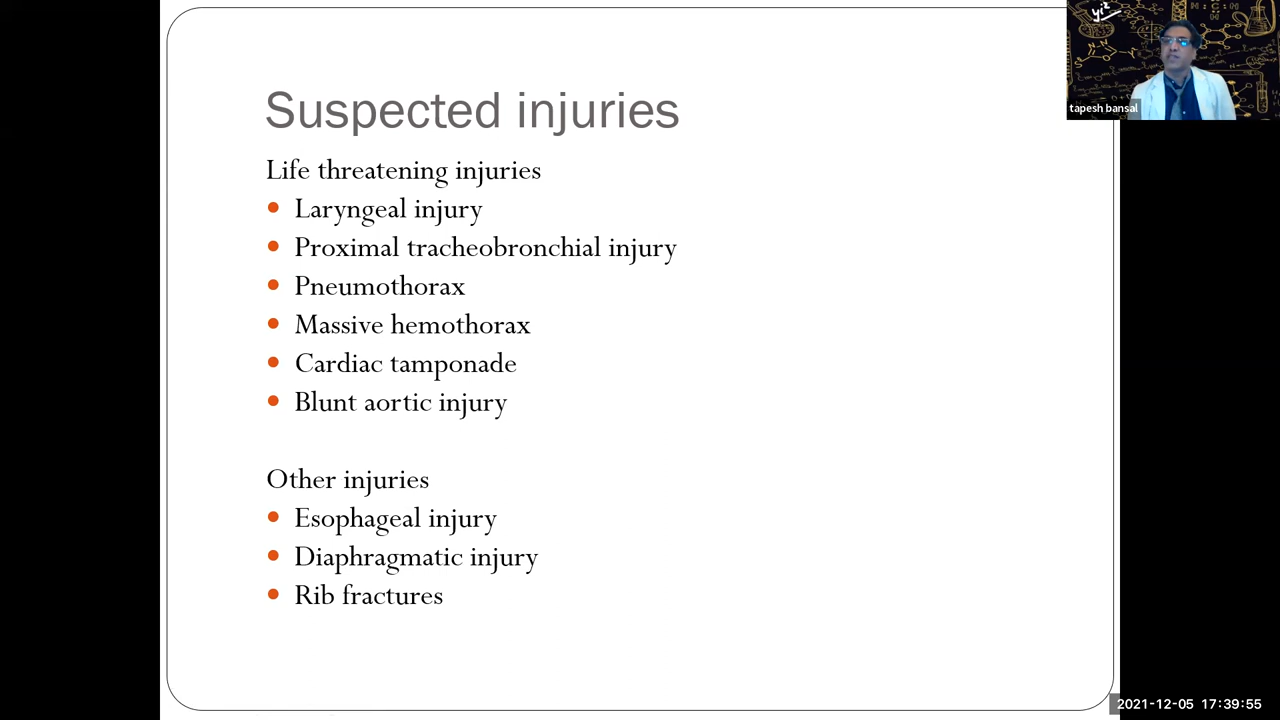 yi²
tapesh bansal
Suspected injuries
Life threatening injuries
Laryngeal injury
Proximal tracheobronchial injury
Pneumothorax
Massive hemothorax
Cardiac tamponade
Blunt aortic injury
Other injuries
Esophageal injury
Diaphragmatic injury
Rib fractures
2021-12-05 17:39:55